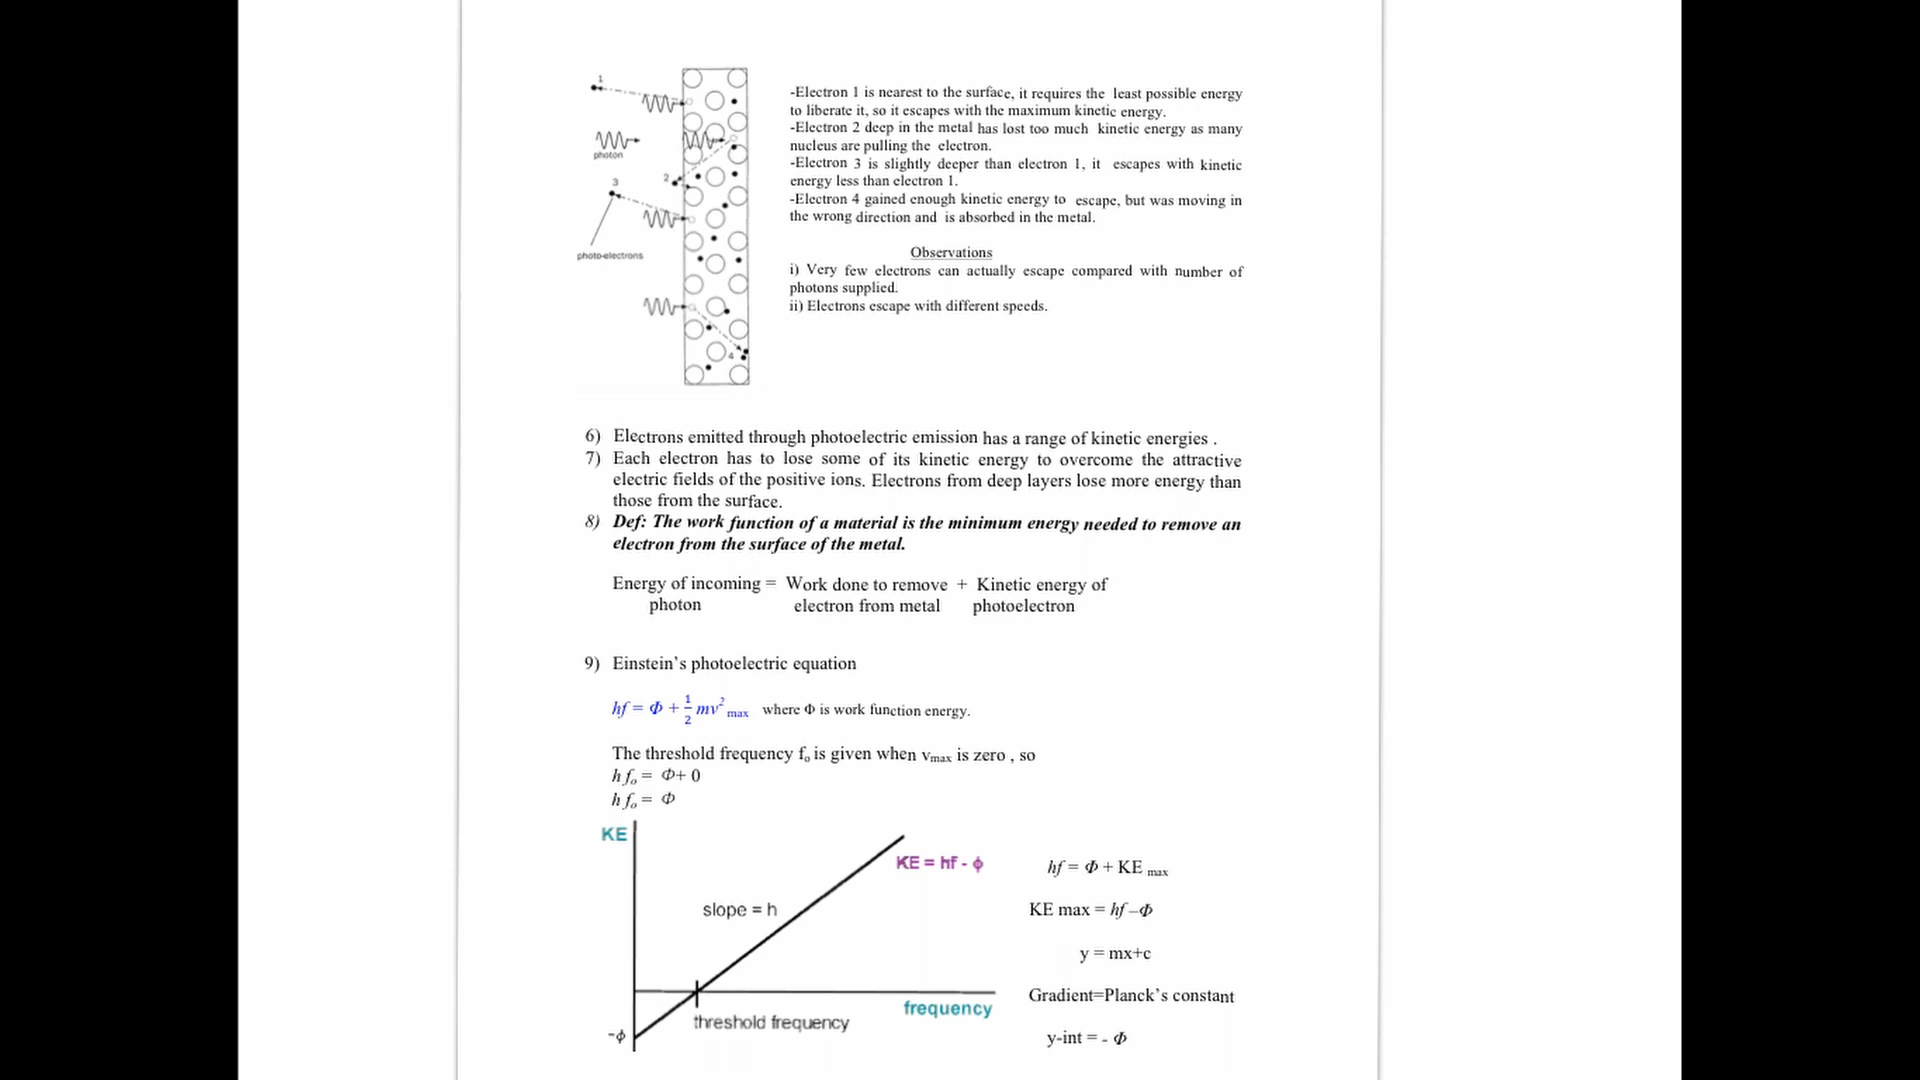 1
-Electron 1 is nearest to the surface, it requires the least possible energy
to liberate it, so it escapes with the maximum kinetic energy.
-Electron 2 deep in the metal has lost too much kinetic energy as many
nucleus are pulling the electron.
photon
-Electron 3 is slightly deeper than electron 1, it escapes with kinetic
energy less than electron 1.
2
3
-Electron 4 gained enough kinetic energy to escape, but was moving in
the wrong direction and is absorbed in the metal.
photo-electrons
Observations
i) Very few electrons can actually escape compared with number of
photons supplied.
ii) Electrons escape with different speeds.
4
6) Electrons emitted through photoelectric emission has a range of kinetic energies .
7) Each electron has to lose some of its kinetic energy to overcome the attractive
electric fields of the positive ions. Electrons from deep layers lose more energy than
those from the surface.
8) Def: The work function of a material is the minimum energy needed to remove an
electron from the surface of the metal.
Energy of incoming = Work done to remove + Kinetic energy of
photon electron from metal photoelectron
9) Einstein's photoelectric equation
hf = Φ + 1/2 mv² max where Φ is work function energy.
The threshold frequency fₒ is given when vmax is zero , so
h fₒ = Φ+ 0
h fₒ = Φ
KE
KE = hf - ϕ
slope = h
frequency
threshold frequency
-ϕ
hf = Φ + KE max
KE max = hf –Φ
y = mx+c
Gradient=Planck's constant
y-int = - Φ